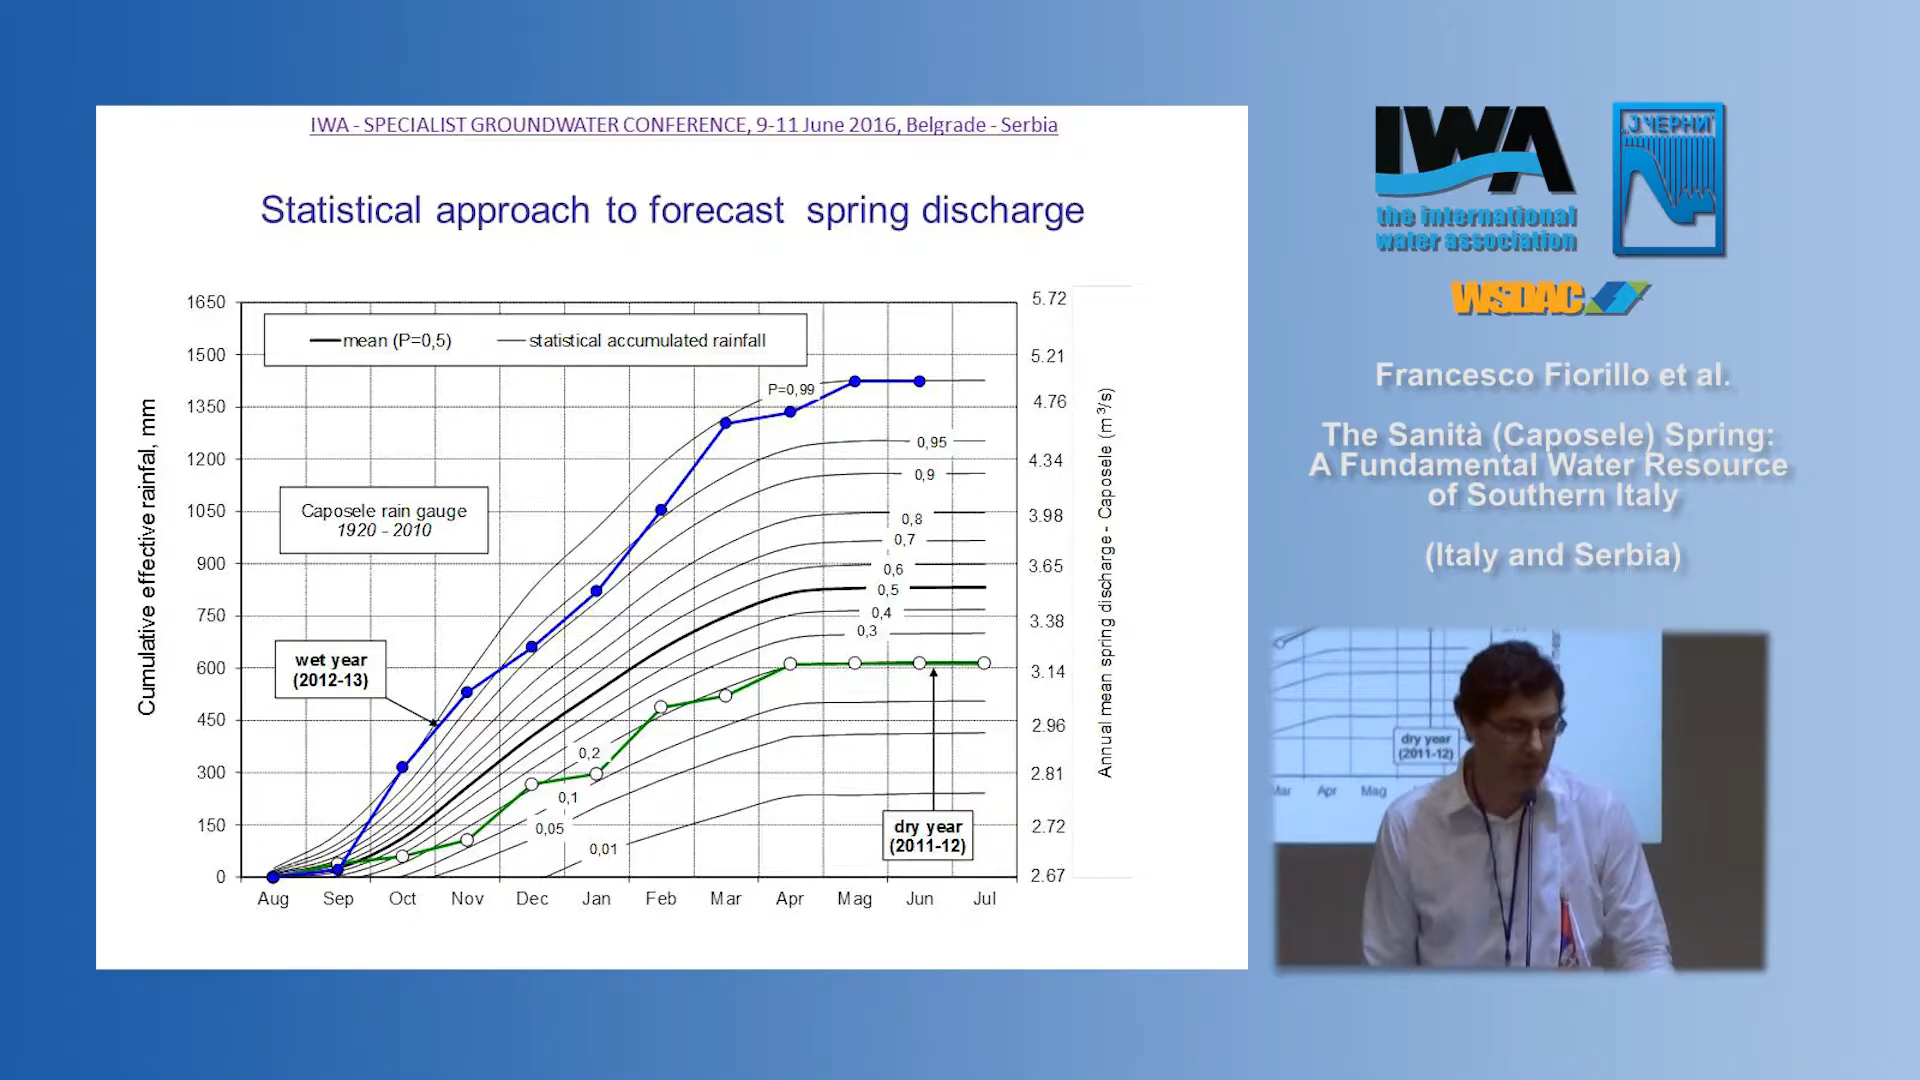 IWA - SPECIALIST GROUNDWATER CONFERENCE, 9-11 June 2016, Belgrade - Serbia
Statistical approach to forecast spring discharge
Cumulative effective rainfal, mm
1650
1500
1350
1200
1050
900
750
600
450
300
150
0
mean (P=0,5)
statistical accumulated rainfall
Caposele rain gauge
1920 - 2010
wet year
(2012-13)
P=0,99
0,95
0,9
0,8
0,7
0,6
0,5
0,4
0,3
0,2
0,1
0,05
0,01
dry year
(2011-12)
Aug Sep Oct Nov Dec Jan Feb Mar Apr Mag Jun Jul
5.72
5.21
4.76
4.34
3.98
3.65
3.38
3.14
2.96
2.81
2.72
2.67
Annual mean spring discharge - Caposele (m³/s)
IWA
the international
water association
"J ЧЕРНИ"
WSDAC
Francesco Fiorillo et al.
The Sanità (Caposele) Spring:
A Fundamental Water Resource
of Southern Italy
(Italy and Serbia)
dry year
(2011-12)
Mar Apr Mag